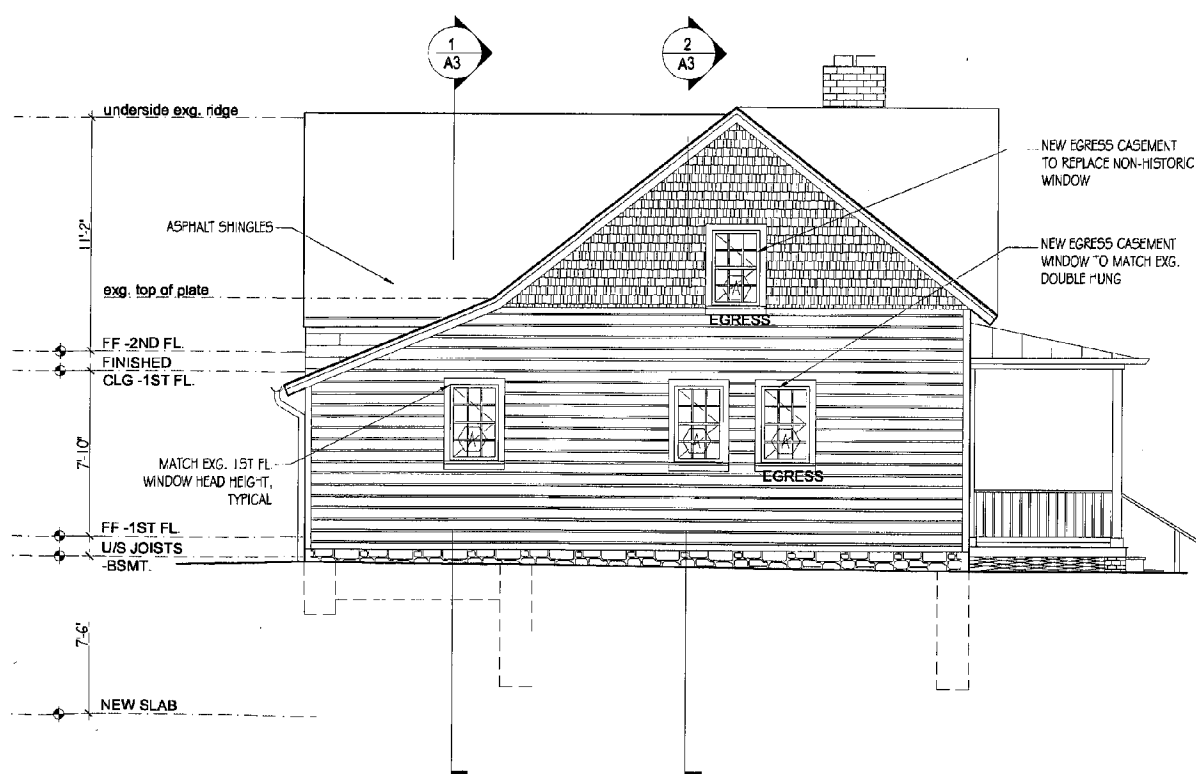 1
A3
2
A3
underside exg. ridge
NEW EGRESS CASEMENT
TO REPLACE NON-HISTORIC
WINDOW
ASPHALT SHINGLES
11'-2"
NEW EGRESS CASEMENT
WINDOW TO MATCH EXG.
DOUBLE HUNG
exg. top of plate
EGRESS
FF -2ND FL.
FINISHED
CLG -1ST FL.
7'-10"
MATCH EXG. 1ST FL
WINDOW HEAD HEIGHT,
TYPICAL
EGRESS
FF -1ST FL.
U/S JOISTS
-BSMT.
7'-6"
NEW SLAB